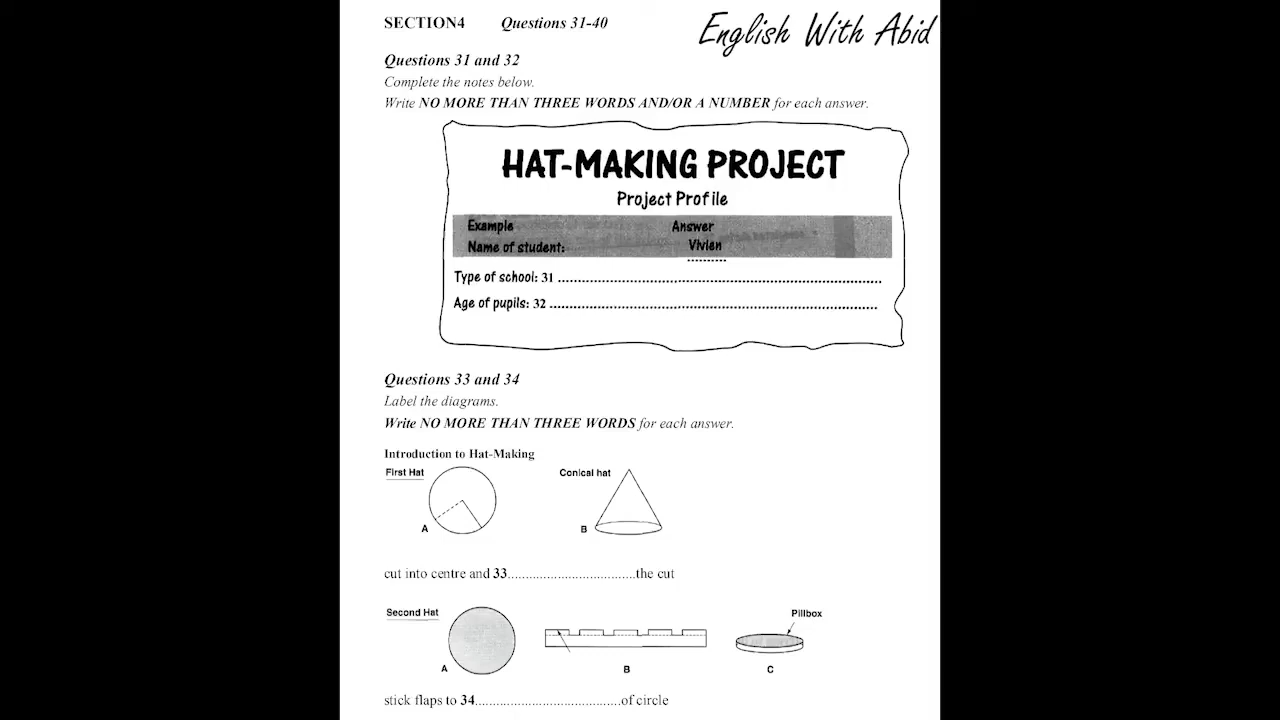 SECTION4 Questions 31-40
English With Abid
Questions 31 and 32
Complete the notes below.
Write NO MORE THAN THREE WORDS AND/OR A NUMBER for each answer.
HAT-MAKING PROJECT
Project Profile
Example Answer
Name of student: Vivien
Type of school: 31 ........................................
Age of pupils: 32 ........................................
Questions 33 and 34
Label the diagrams.
Write NO MORE THAN THREE WORDS for each answer.
Introduction to Hat-Making
First Hat Conical hat
A B
cut into centre and 33...................................the cut
Second Hat Pillbox
A B C
stick flaps to 34........................................of circle